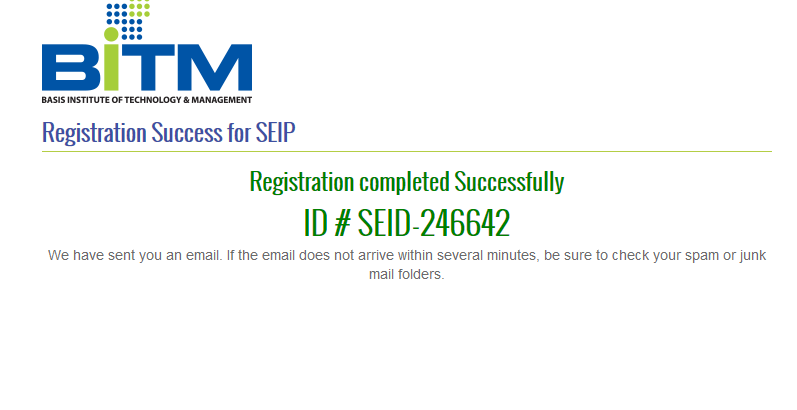 BiTM
BASIS INSTITUTE OF TECHNOLOGY & MANAGEMENT
Registration Success for SEIP
Registration completed Successfully
ID # SEID-246642
We have sent you an email. If the email does not arrive within several minutes, be sure to check your spam or junk
mail folders.